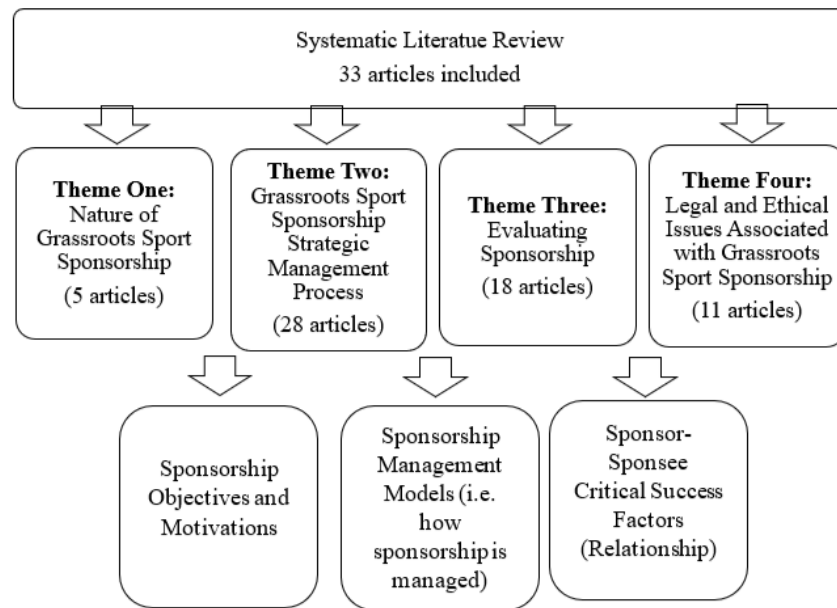 Systematic Literatue Review
33 articles included
Theme One:
Nature of
Grassroots Sport
Sponsorship
(5 articles)
Theme Two:
Grassroots Sport
Sponsorship
Strategic
Management
Process
(28 articles)
Theme Three:
Evaluating
Sponsorship
(18 articles)
Theme Four:
Legal and Ethical
Issues Associated
with Grassroots
Sport Sponsorship
(11 articles)
Sponsorship
Objectives and
Motivations
Sponsorship
Management
Models (i.e.
how
sponsorship is
managed)
Sponsor-
Sponsee
Critical Success
Factors
(Relationship)